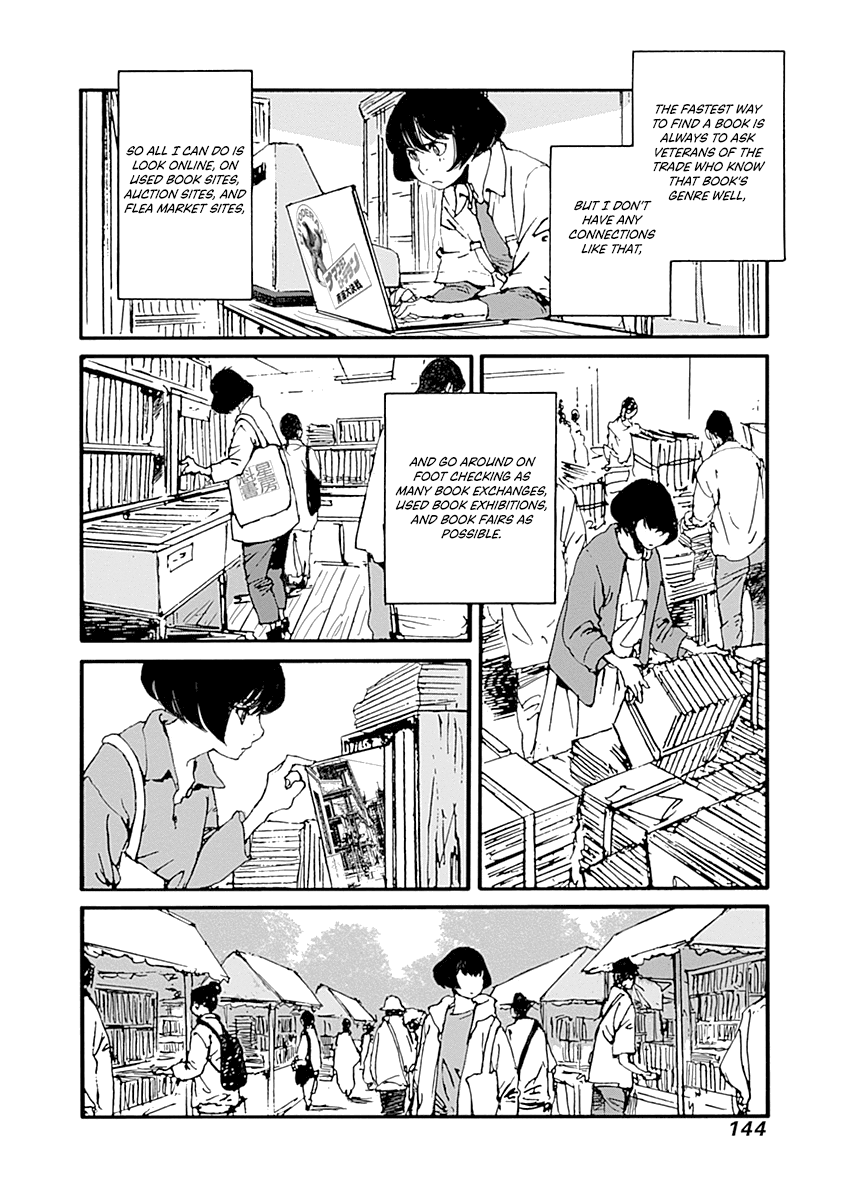 THE FASTEST WAY
TO FIND A BOOK IS
ALWAYS TO ASK
VETERANS OF THE
TRADE WHO KNOW
THAT BOOK'S
GENRE WELL,
BUT I DON'T
HAVE ANY
CONNECTIONS
LIKE THAT,
SO ALL I CAN DO IS
LOOK ONLINE, ON
USED BOOK SITES,
AUCTION SITES, AND
FLEA MARKET SITES,
AND GO AROUND ON
FOOT CHECKING AS
MANY BOOK EXCHANGES,
USED BOOK EXHIBITIONS,
AND BOOK FAIRS AS
POSSIBLE.
144